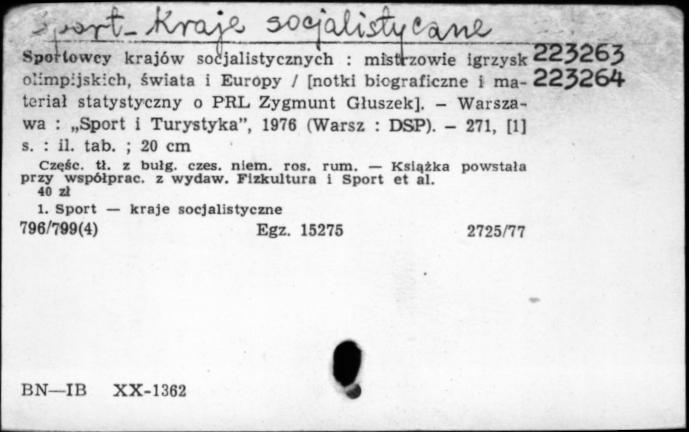 Sport - kraje socjalistyczne
Sportowcy krajów socjalistycznych : mistrzowie igrzysk 223263
olimpijskich, świata i Europy / [notki biograficzne i ma- 223264
teriał statystyczny o PRL Zygmunt Głuszek]. — Warsza-
wa : „Sport i Turystyka”, 1976 (Warsz : DSP). — 271, [1]
s. : il. tab. ; 20 cm
Częśc. tł. z bułg. czes. niem. ros. rum. — Książka powstała
przy współprac. z wydaw. Fizkultura i Sport et al.
40 zł
1. Sport — kraje socjalistyczne
796/799(4) Egz. 15275 2725/77
BN—IB XX-1362